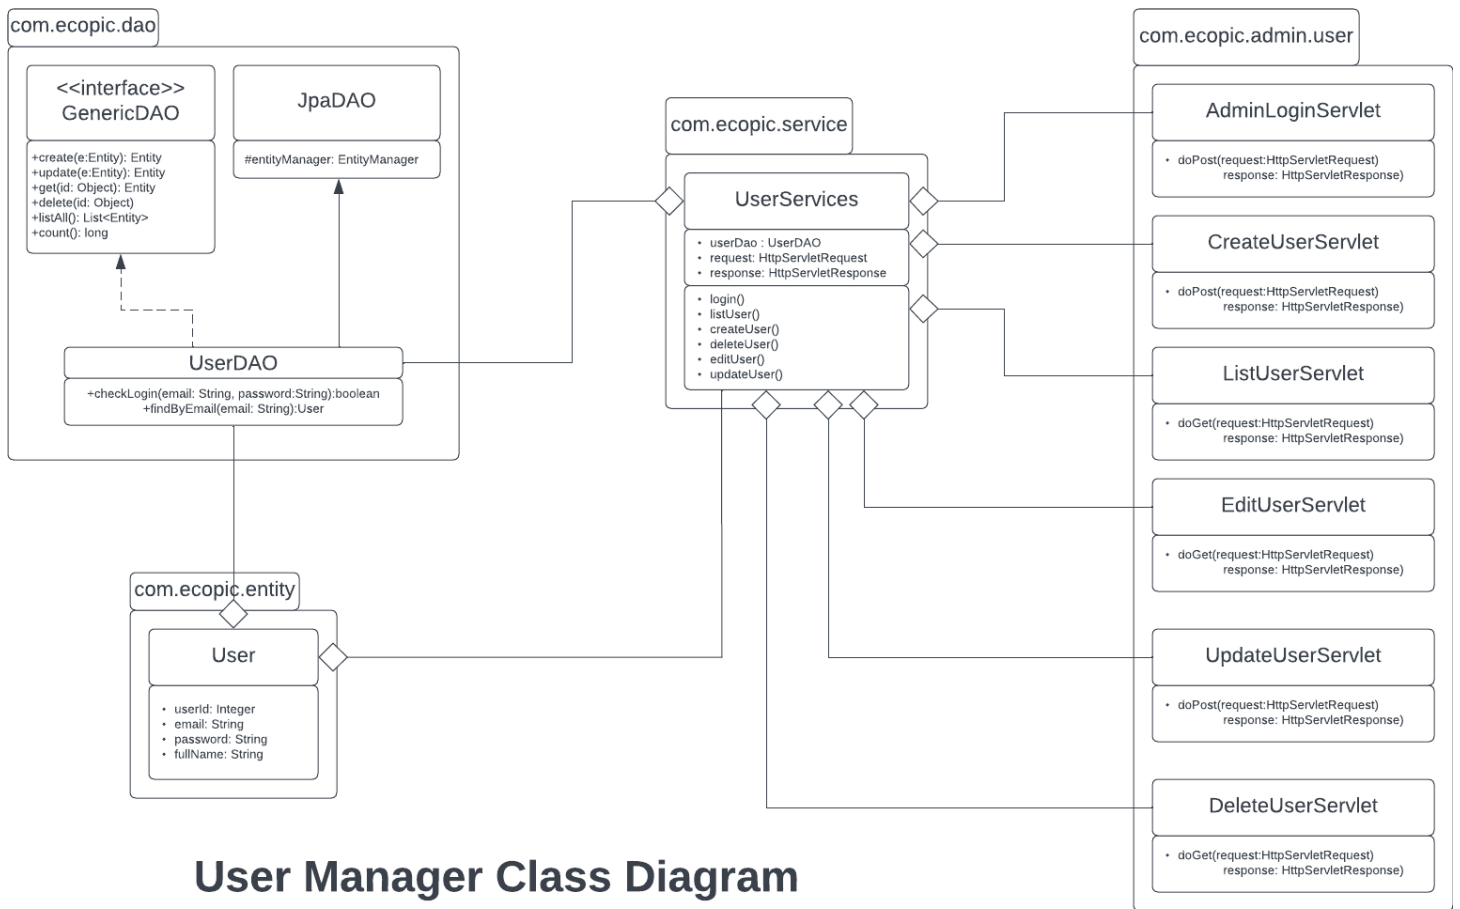 com.ecopic.dao
<<interface>>
GenericDAO
+create(e:Entity): Entity
+update(e:Entity): Entity
+get(id: Object): Entity
+delete(id: Object)
+listAll(): List<Entity>
+count(): long
JpaDAO
#entityManager: EntityManager
UserDAO
+checkLogin(email: String, password:String):boolean
+findByEmail(email: String):User
com.ecopic.entity
User
• userId: Integer
• email: String
• password: String
• fullName: String
com.ecopic.service
UserServices
• userDao : UserDAO
• request: HttpServletRequest
• response: HttpServletResponse
• login()
• listUser()
• createUser()
• deleteUser()
• editUser()
• updateUser()
com.ecopic.admin.user
AdminLoginServlet
• doPost(request:HttpServletRequest)
response: HttpServletResponse)
CreateUserServlet
• doPost(request:HttpServletRequest)
response: HttpServletResponse)
ListUserServlet
• doGet(request:HttpServletRequest)
response: HttpServletResponse)
EditUserServlet
• doGet(request:HttpServletRequest)
response: HttpServletResponse)
UpdateUserServlet
• doPost(request:HttpServletRequest)
response: HttpServletResponse)
DeleteUserServlet
• doGet(request:HttpServletRequest)
response: HttpServletResponse)
User Manager Class Diagram